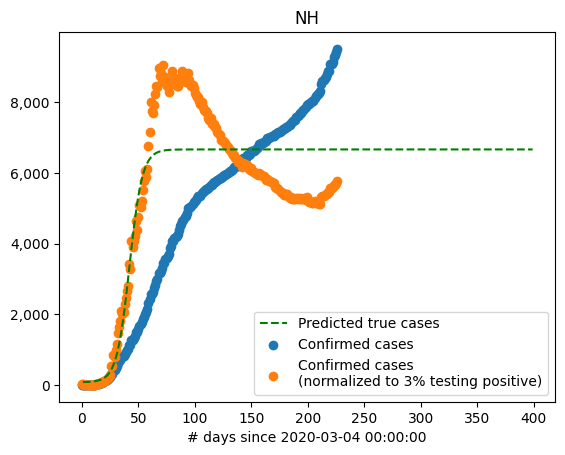 NH
8,000
6,000
4,000
2,000
0
0 50 100 150 200 250 300 350 400
# days since 2020-03-04 00:00:00
Predicted true cases
Confirmed cases
Confirmed cases
(normalized to 3% testing positive)